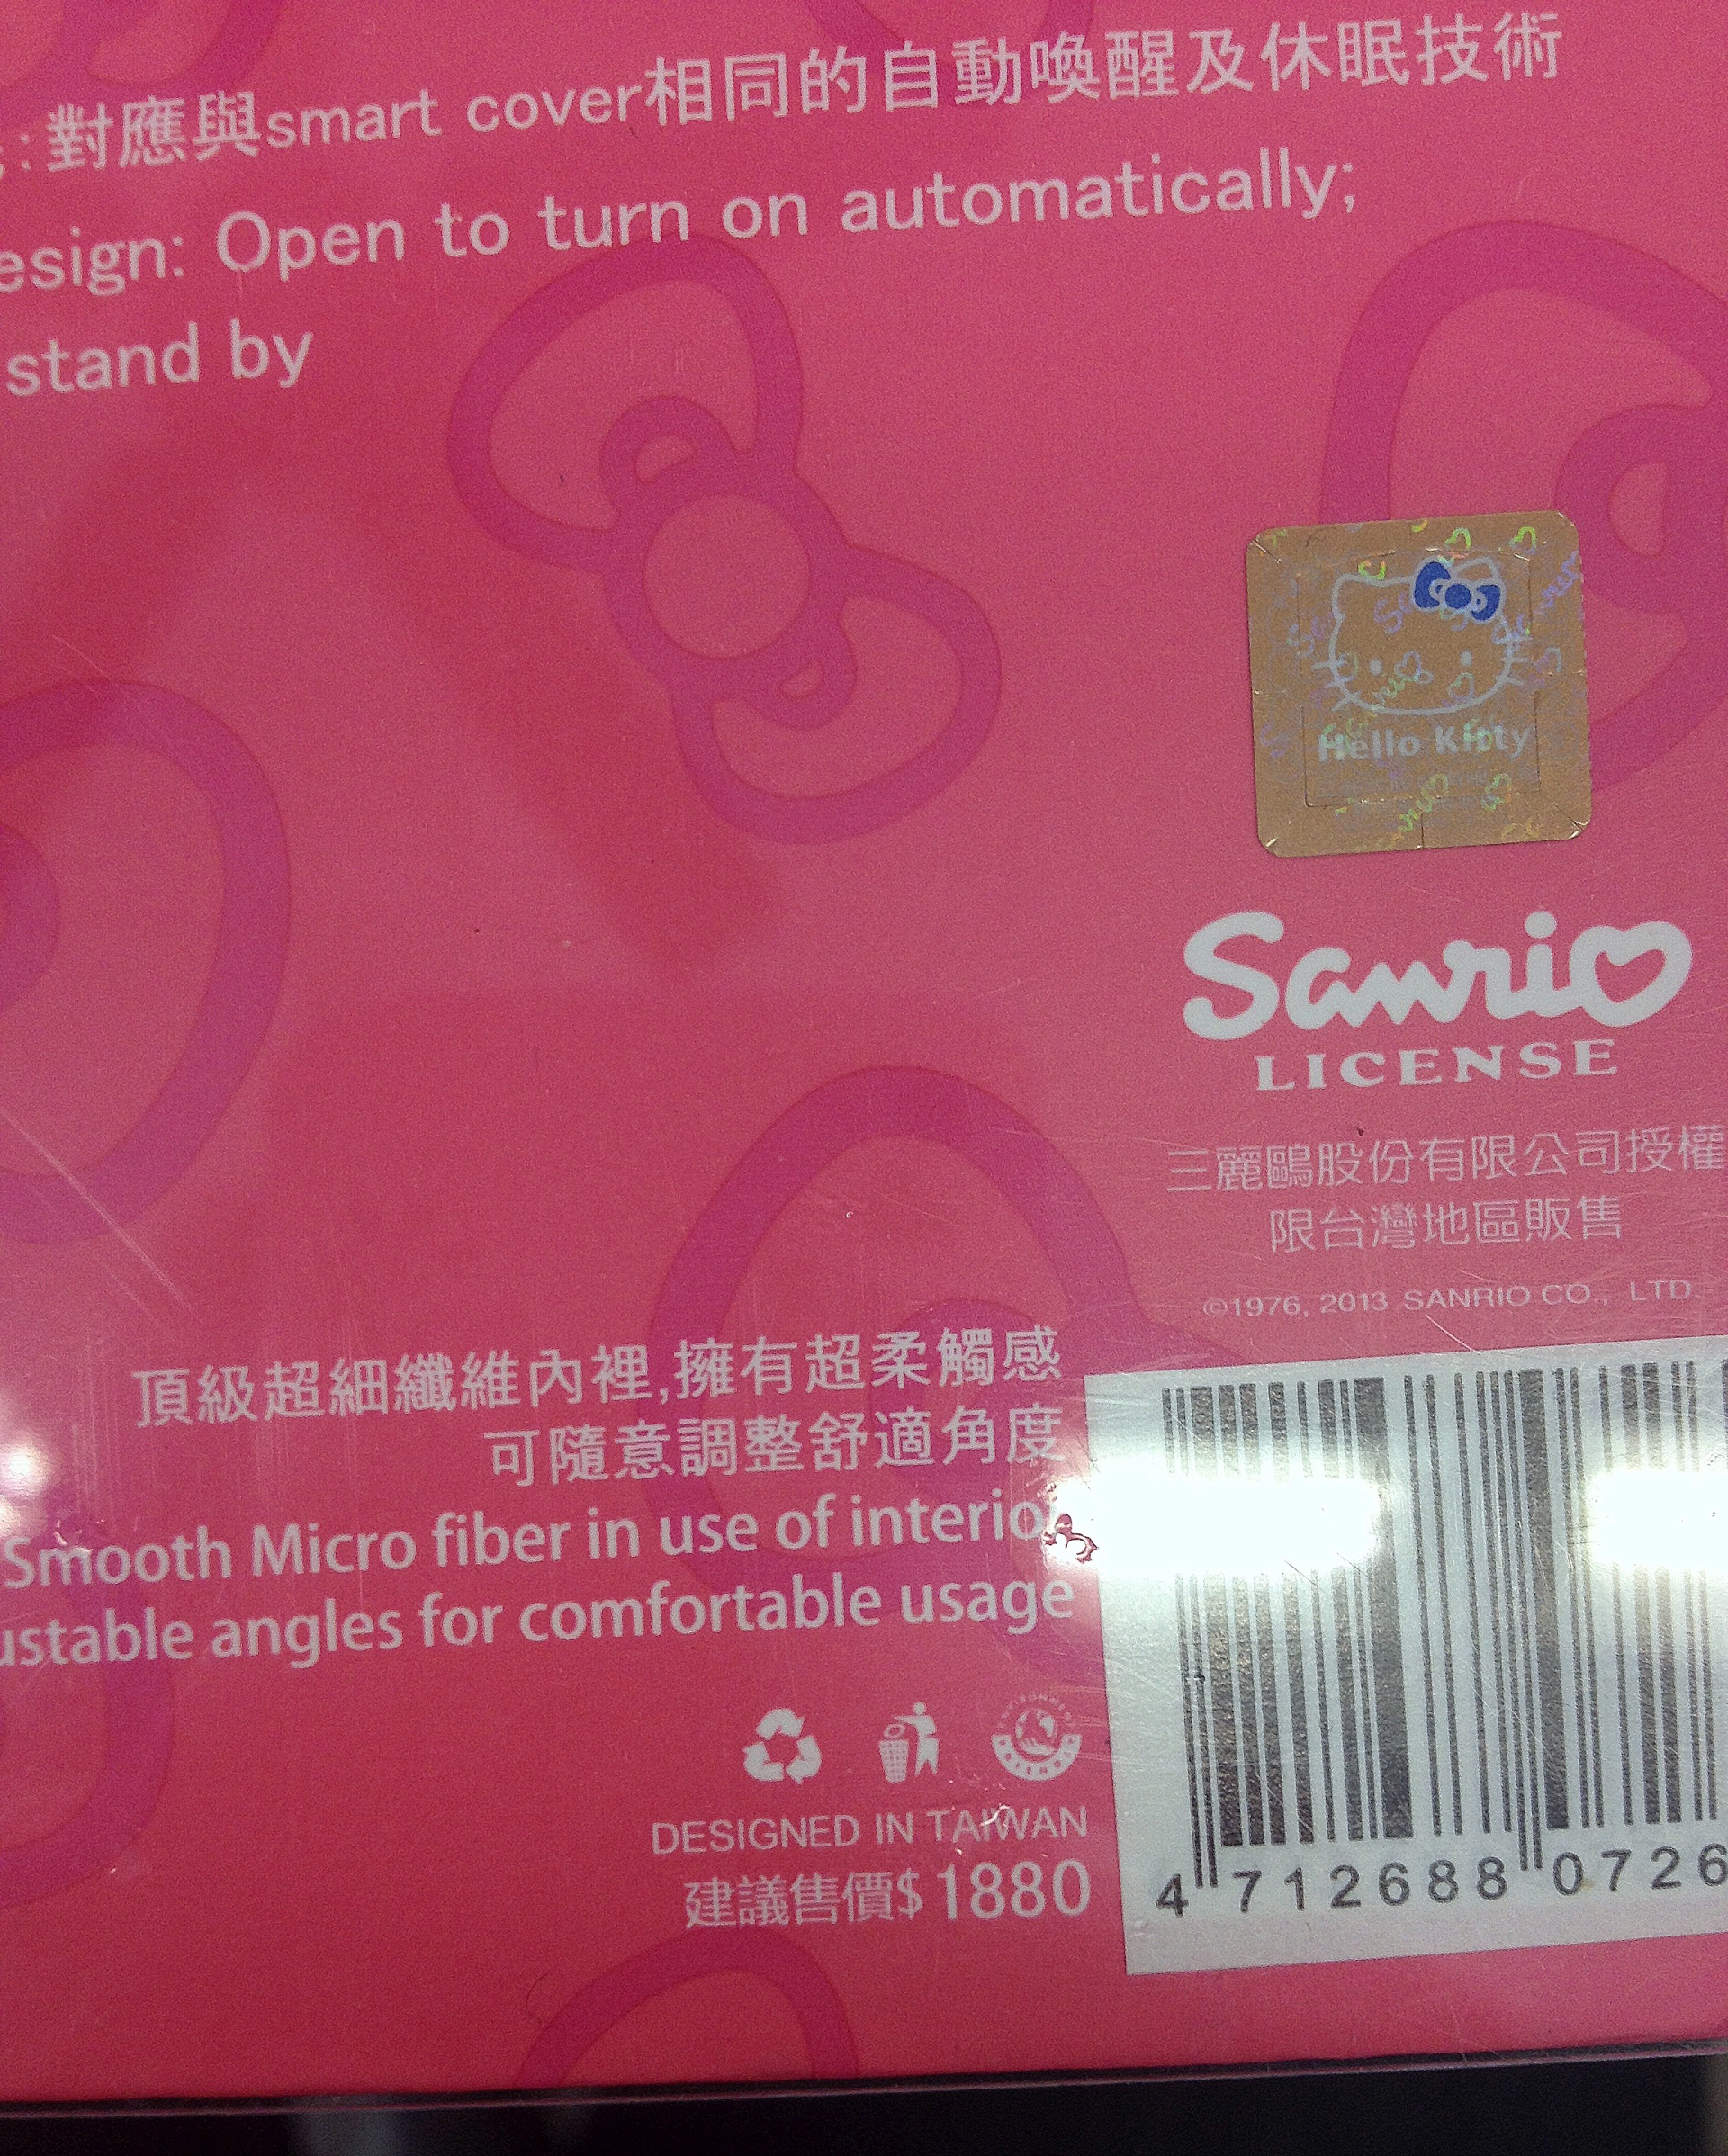 :對應與smart cover相同的自動喚醒及休眠技術
esign: Open to turn on automatically;
stand by
Hello Kitty
Sanrio
LICENSE
三麗鷗股份有限公司授權
限台灣地區販售
©1976, 2013 SANRIO CO., LTD.
頂級超細纖維內裡,擁有超柔觸感
可隨意調整舒適角度
Smooth Micro fiber in use of interior
ustable angles for comfortable usage
DESIGNED IN TAIWAN
建議售價$1880
4 712688 0726